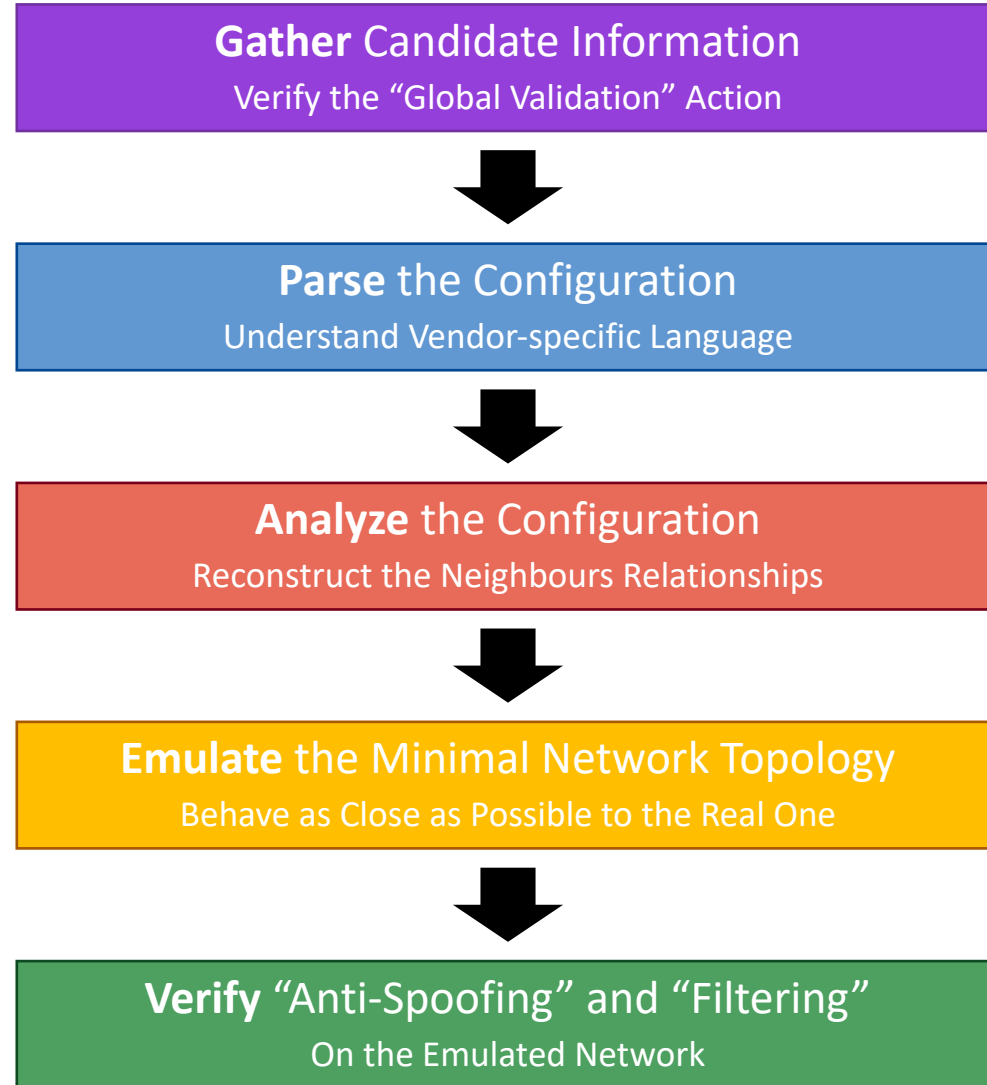 Gather Candidate Information
Verify the “Global Validation” Action
Parse the Configuration
Understand Vendor-specific Language
Analyze the Configuration
Reconstruct the Neighbours Relationships
Emulate the Minimal Network Topology
Behave as Close as Possible to the Real One
Verify “Anti-Spoofing” and “Filtering”
On the Emulated Network